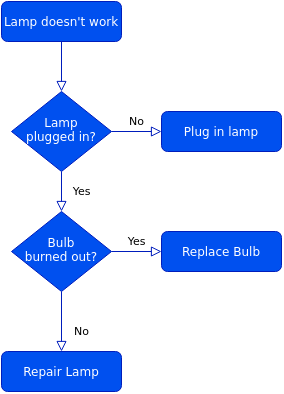 Lamp doesn't work
Lamp
plugged in?
No
Plug in lamp
Yes
Bulb
burned out?
Yes
Replace Bulb
No
Repair Lamp